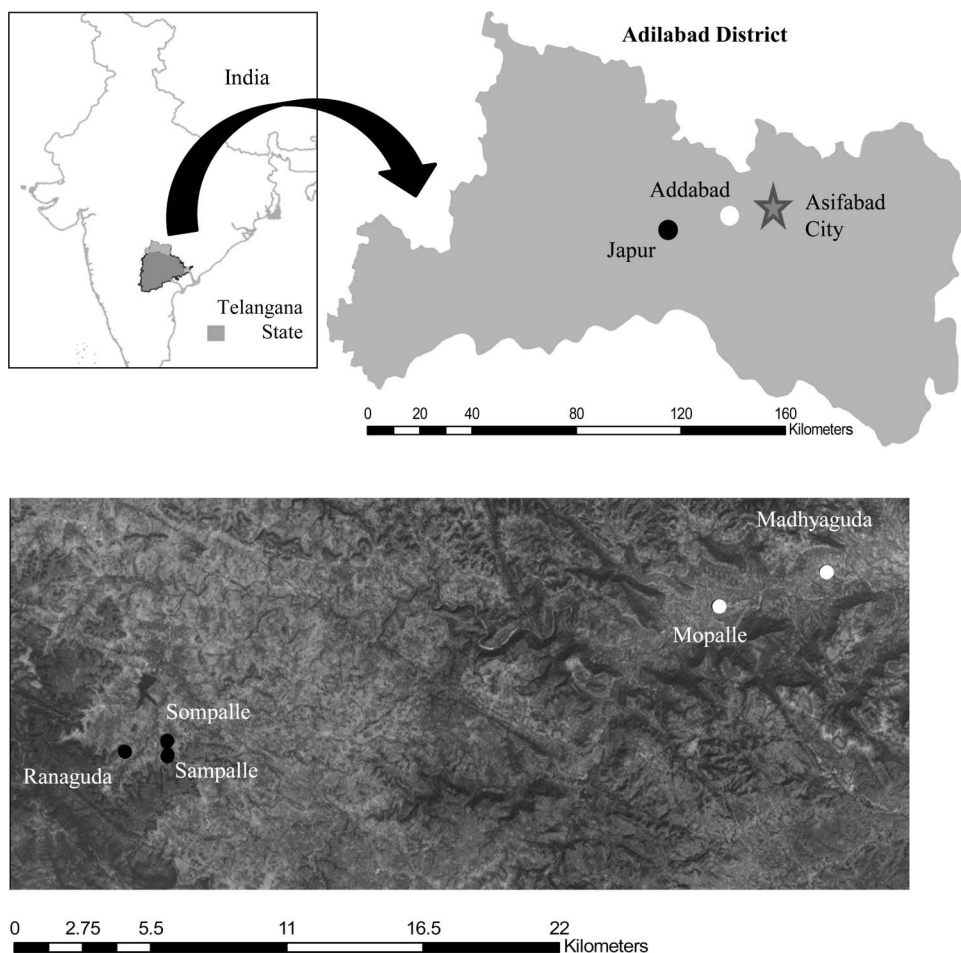 India
Telangana
State
Adilabad District
Addabad
Asifabad
City
Japur
0 20 40 80 120 160
Kilometers
Madhyaguda
Mopalle
Sompalle
Ranaguda
Sampalle
0 2.75 5.5 11 16.5 22
Kilometers